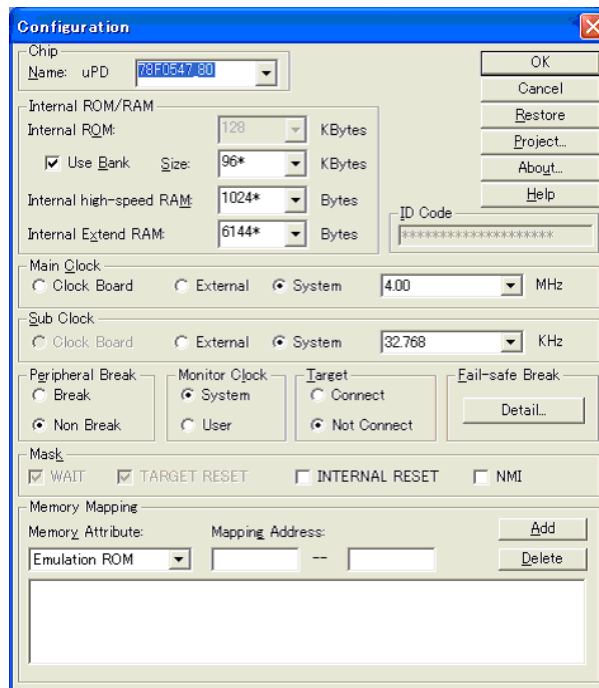 Configuration
Chip
Name: uPD 78F0547_80
OK
Cancel
Restore
Project...
About...
Help
Internal ROM/RAM
Internal ROM: 128 KBytes
Use Bank Size: 96* KBytes
Internal high-speed RAM: 1024* Bytes
Internal Extend RAM: 6144* Bytes
ID Code
********************
Main Clock
Clock Board External System 4.00 MHz
Sub Clock
Clock Board External System 32.768 KHz
Peripheral Break
Break
Non Break
Monitor Clock
System
User
Target
Connect
Not Connect
Fail-safe Break
Detail...
Mask
WAIT TARGET RESET INTERNAL RESET NMI
Memory Mapping
Memory Attribute: Mapping Address: Add
Emulation ROM -- Delete